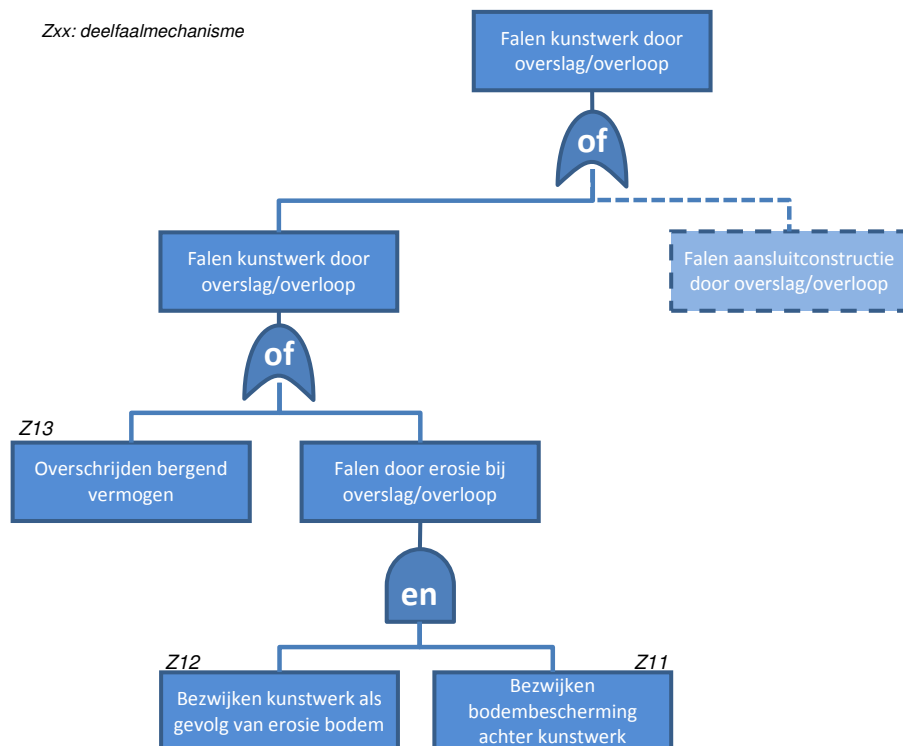 Zxx: deelfaalmechanisme
Falen kunstwerk door
overslag/overloop
of
Falen kunstwerk door
overslag/overloop
Falen aansluitconstructie
door overslag/overloop
of
Z13
Overschrijden bergend
vermogen
Falen door erosie bij
overslag/overloop
en
Z12
Bezwijken kunstwerk als
gevolg van erosie bodem
Z11
Bezwijken
bodembescherming
achter kunstwerk